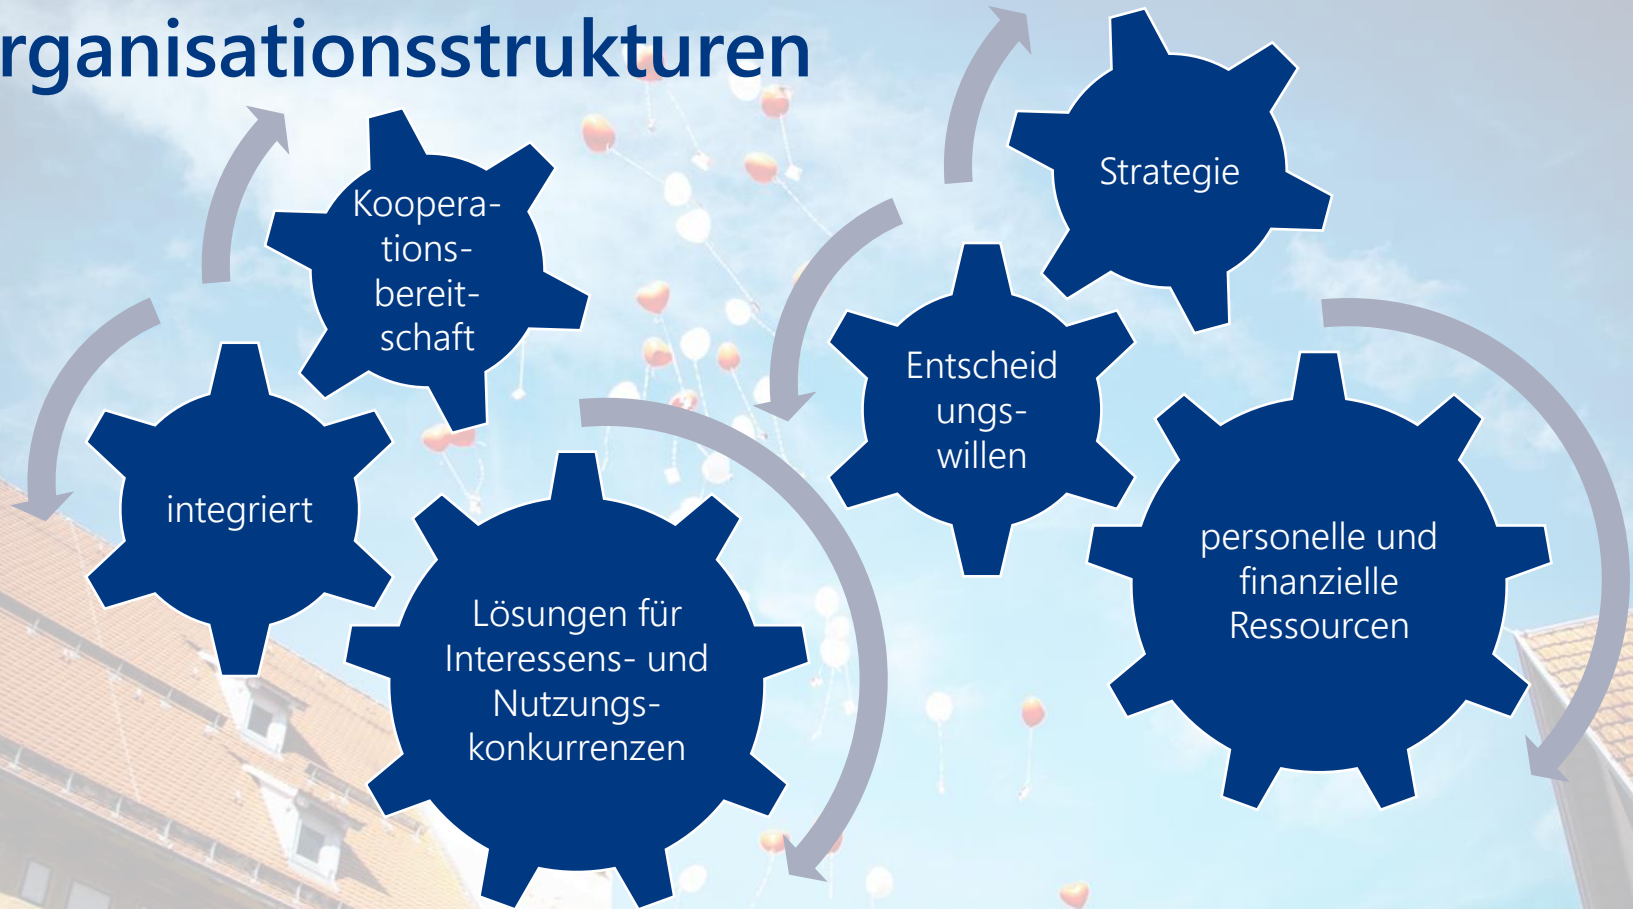 rganisationsstrukturen
Koopera-
tions-
bereit-
schaft
integriert
Lösungen für
Interessens- und
Nutzungs-
konkurrenzen
Strategie
Entscheid
ungs-
willen
personelle und
finanzielle
Ressourcen